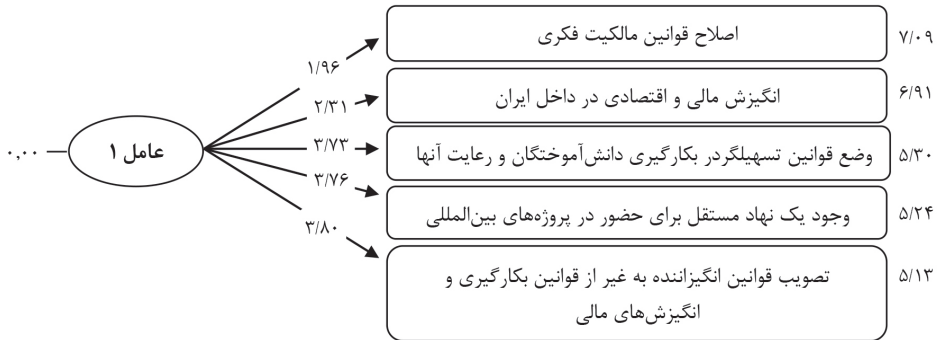 اصلاح قوانین مالکیت فکری
۷/۰۹
۱/۹۶
انگیزش مالی و اقتصادی در داخل ایران
۶/۹۱
۲/۳۱
وضع قوانین تسهیلگردر بکارگیری دانش‌آموختگان و رعایت آنها
۵/۳۰
۳/۷۳
عامل ۱
۰,۰۰
وجود یک نهاد مستقل برای حضور در پروژه‌های بین‌المللی
۵/۲۴
۳/۷۶
تصویب قوانین انگیزاننده به غیر از قوانین بکارگیری و
انگیزش‌های مالی
۵/۱۳
۳/۸۰